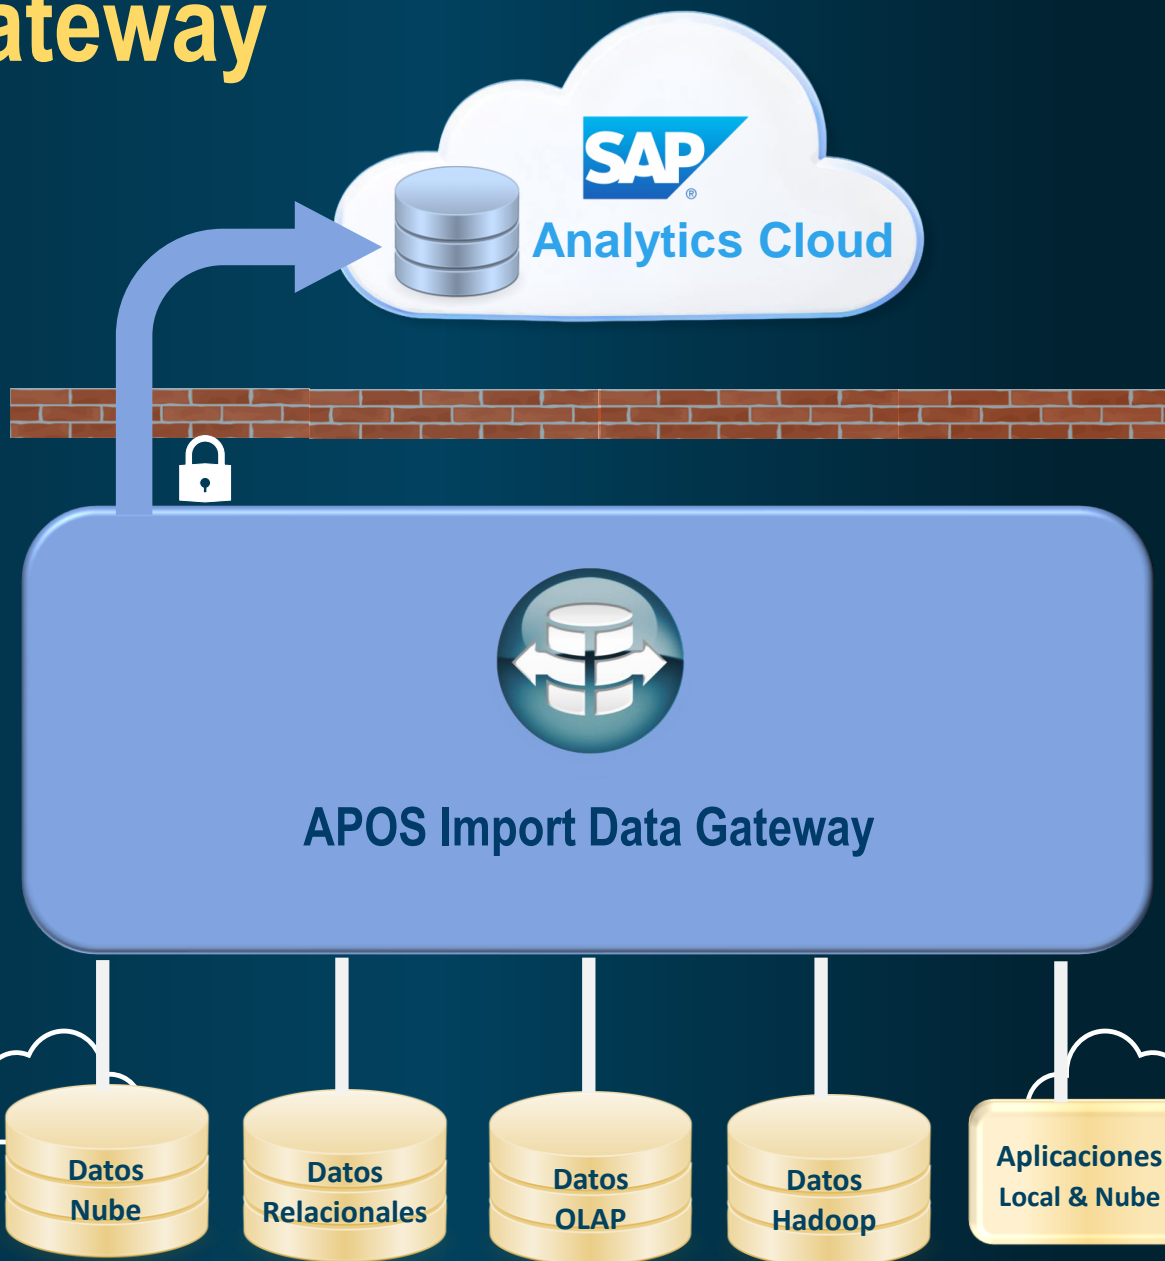 ateway
SAP
®
Analytics Cloud
APOS Import Data Gateway
Datos
Nube
Datos
Relacionales
Datos
OLAP
Datos
Hadoop
Aplicaciones
Local & Nube